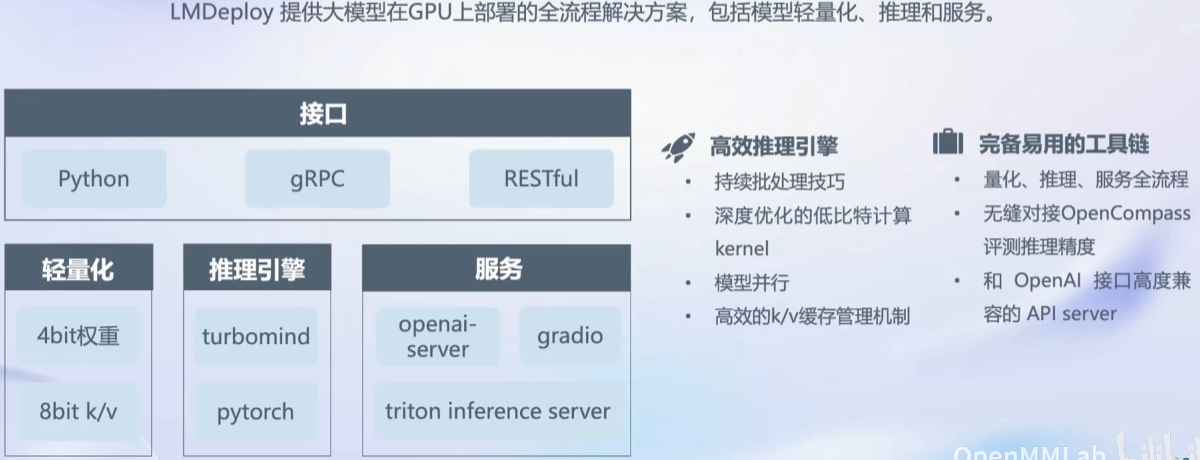 LMDeploy 提供大模型在GPU上部署的全流程解决方案，包括模型轻量化、推理和服务。
接口
Python
gRPC
RESTful
轻量化
4bit权重
8bit k/v
推理引擎
turbomind
pytorch
服务
openai-
server
gradio
triton inference server
高效推理引擎
• 持续批处理技巧
• 深度优化的低比特计算
kernel
• 模型并行
• 高效的k/v缓存管理机制
完备易用的工具链
• 量化、推理、服务全流程
• 无缝对接OpenCompass
评测推理精度
• 和 OpenAI 接口高度兼
容的 API server
OpenMMLab